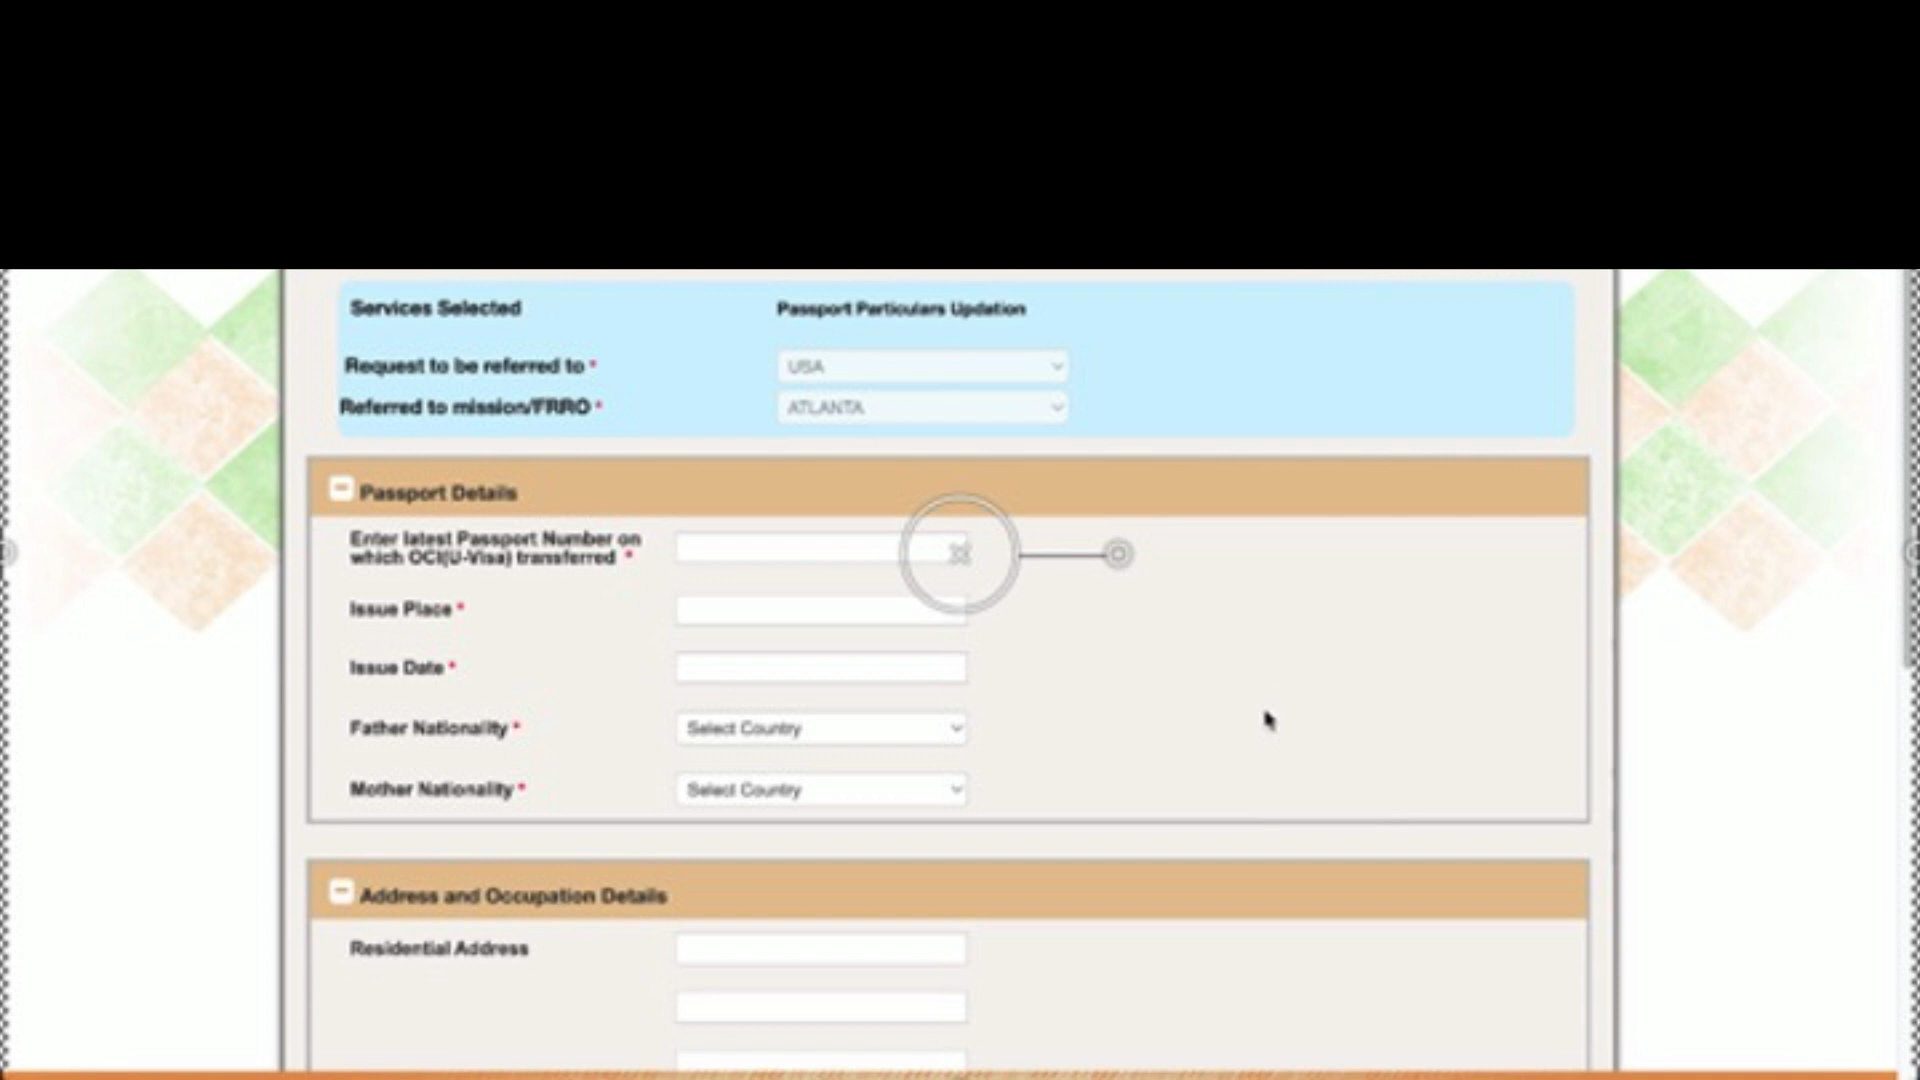 Services Selected Passport Particulars Updation
Request to be referred to * USA
Referred to mission/FRRO * ATLANTA
Passport Details
Enter latest Passport Number on
which OCI(U-Visa) transferred *
Issue Place *
Issue Date *
Father Nationality * Select Country
Mother Nationality * Select Country
Address and Occupation Details
Residential Address